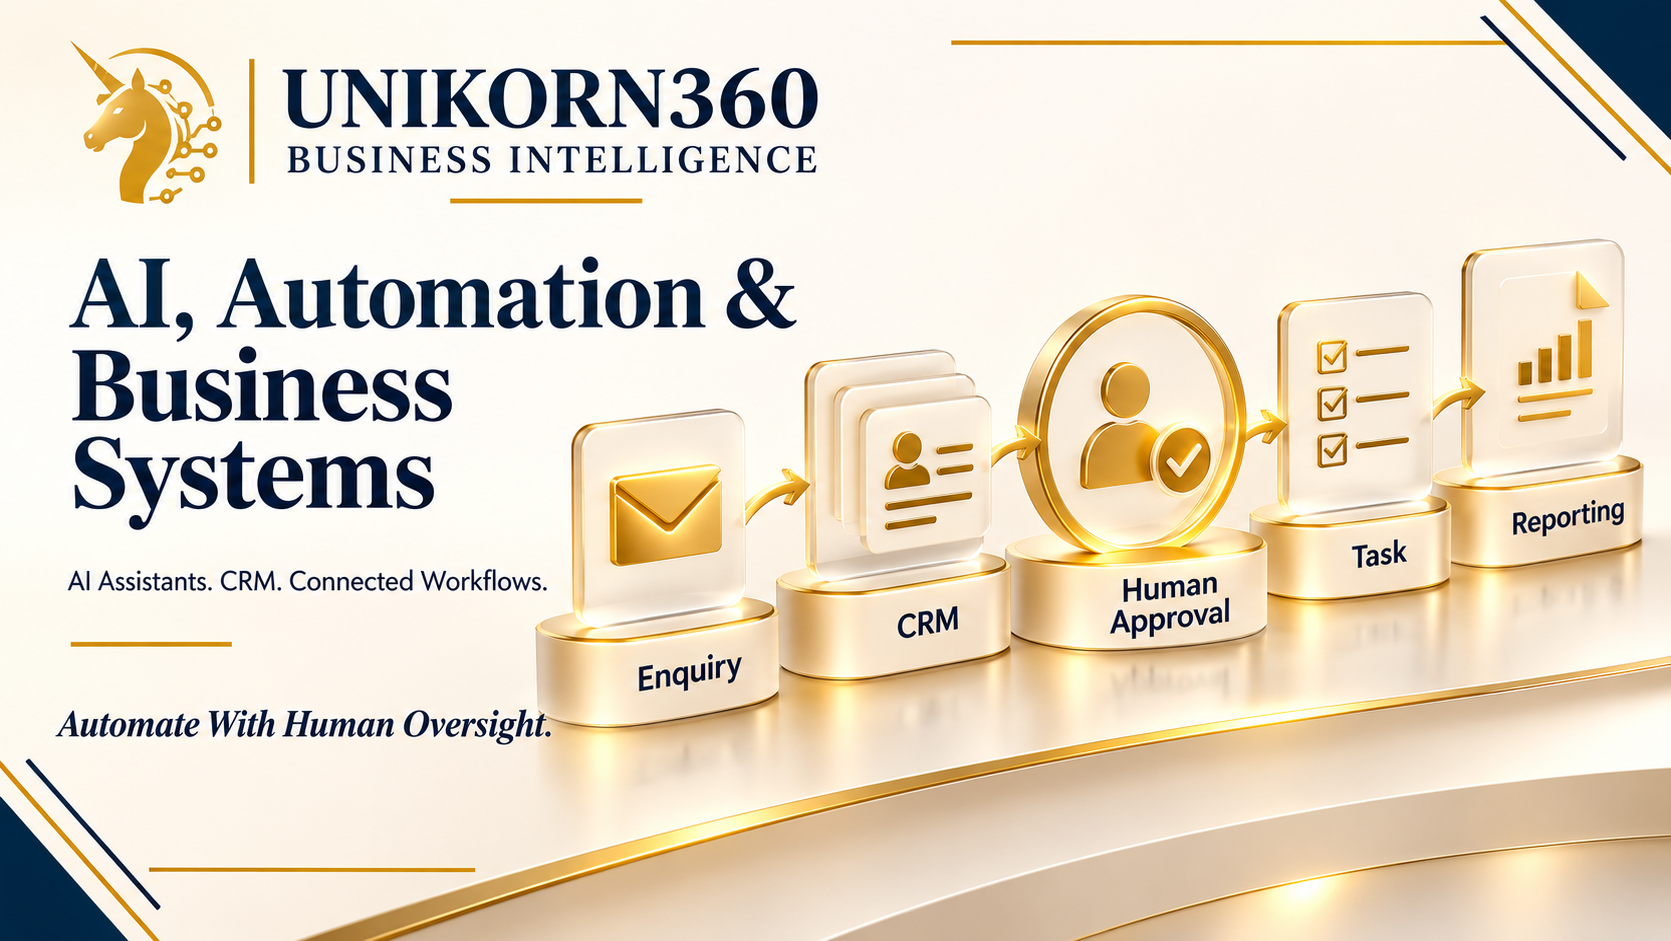 UNIKORN360
BUSINESS INTELLIGENCE
AI, Automation &
Business
Systems
AI Assistants. CRM. Connected Workflows.
Automate With Human Oversight.
Enquiry
CRM
Human
Approval
Task
Reporting